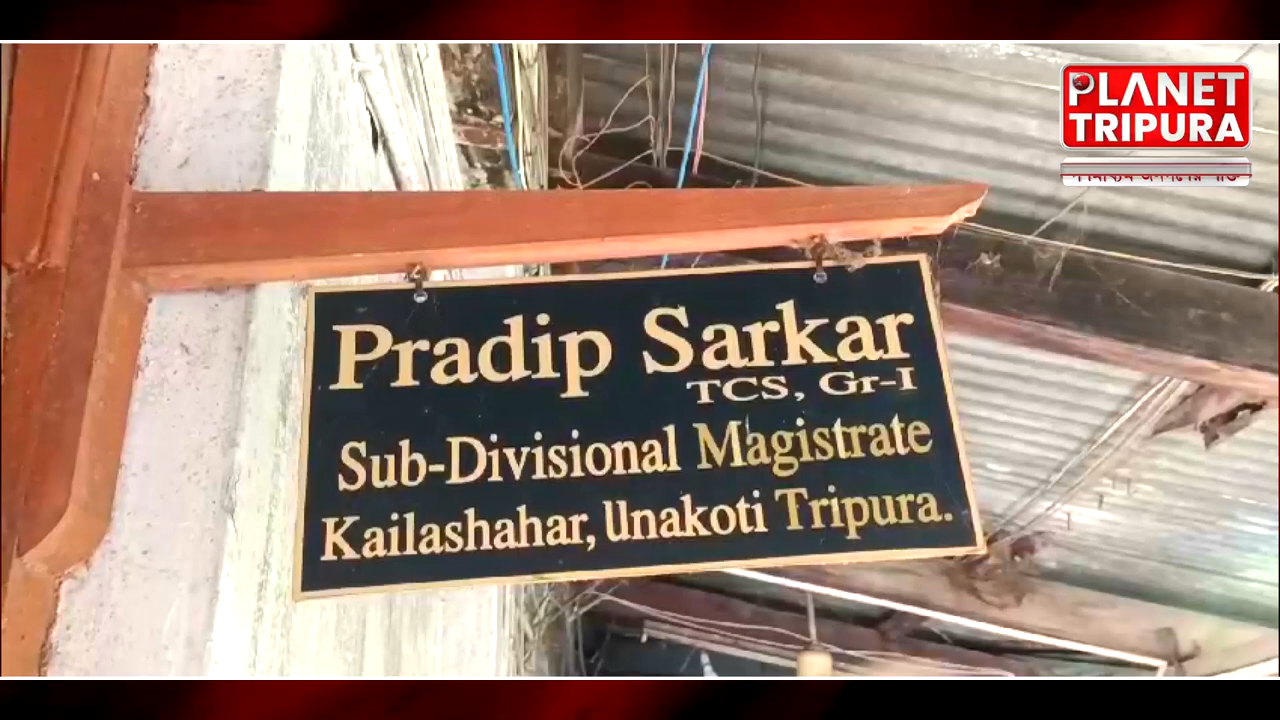 PLANET
TRIPURA
Pradip Sarkar
TCS, Gr-I
Sub-Divisional Magistrate
Kailashahar, Unakoti Tripura.